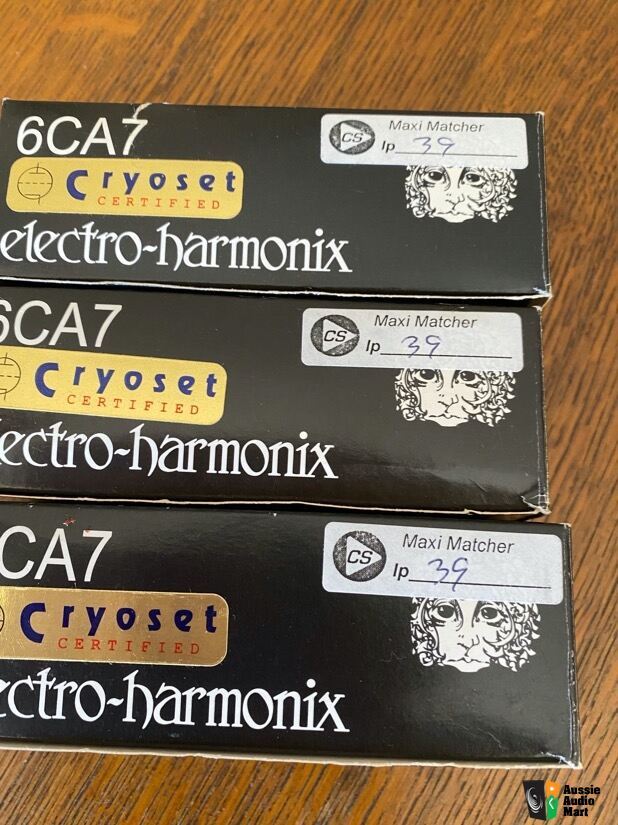 6CA7
CS
Maxi Matcher
Ip 39
Cryoset
CERTIFIED
electro-harmonix
6CA7
CS
Maxi Matcher
Ip 39
Cryoset
CERTIFIED
lectro-harmonix
CA7
CS
Maxi Matcher
Ip 39
Cryoset
CERTIFIED
ectro-harmonix
Aussie
Audio
Mart